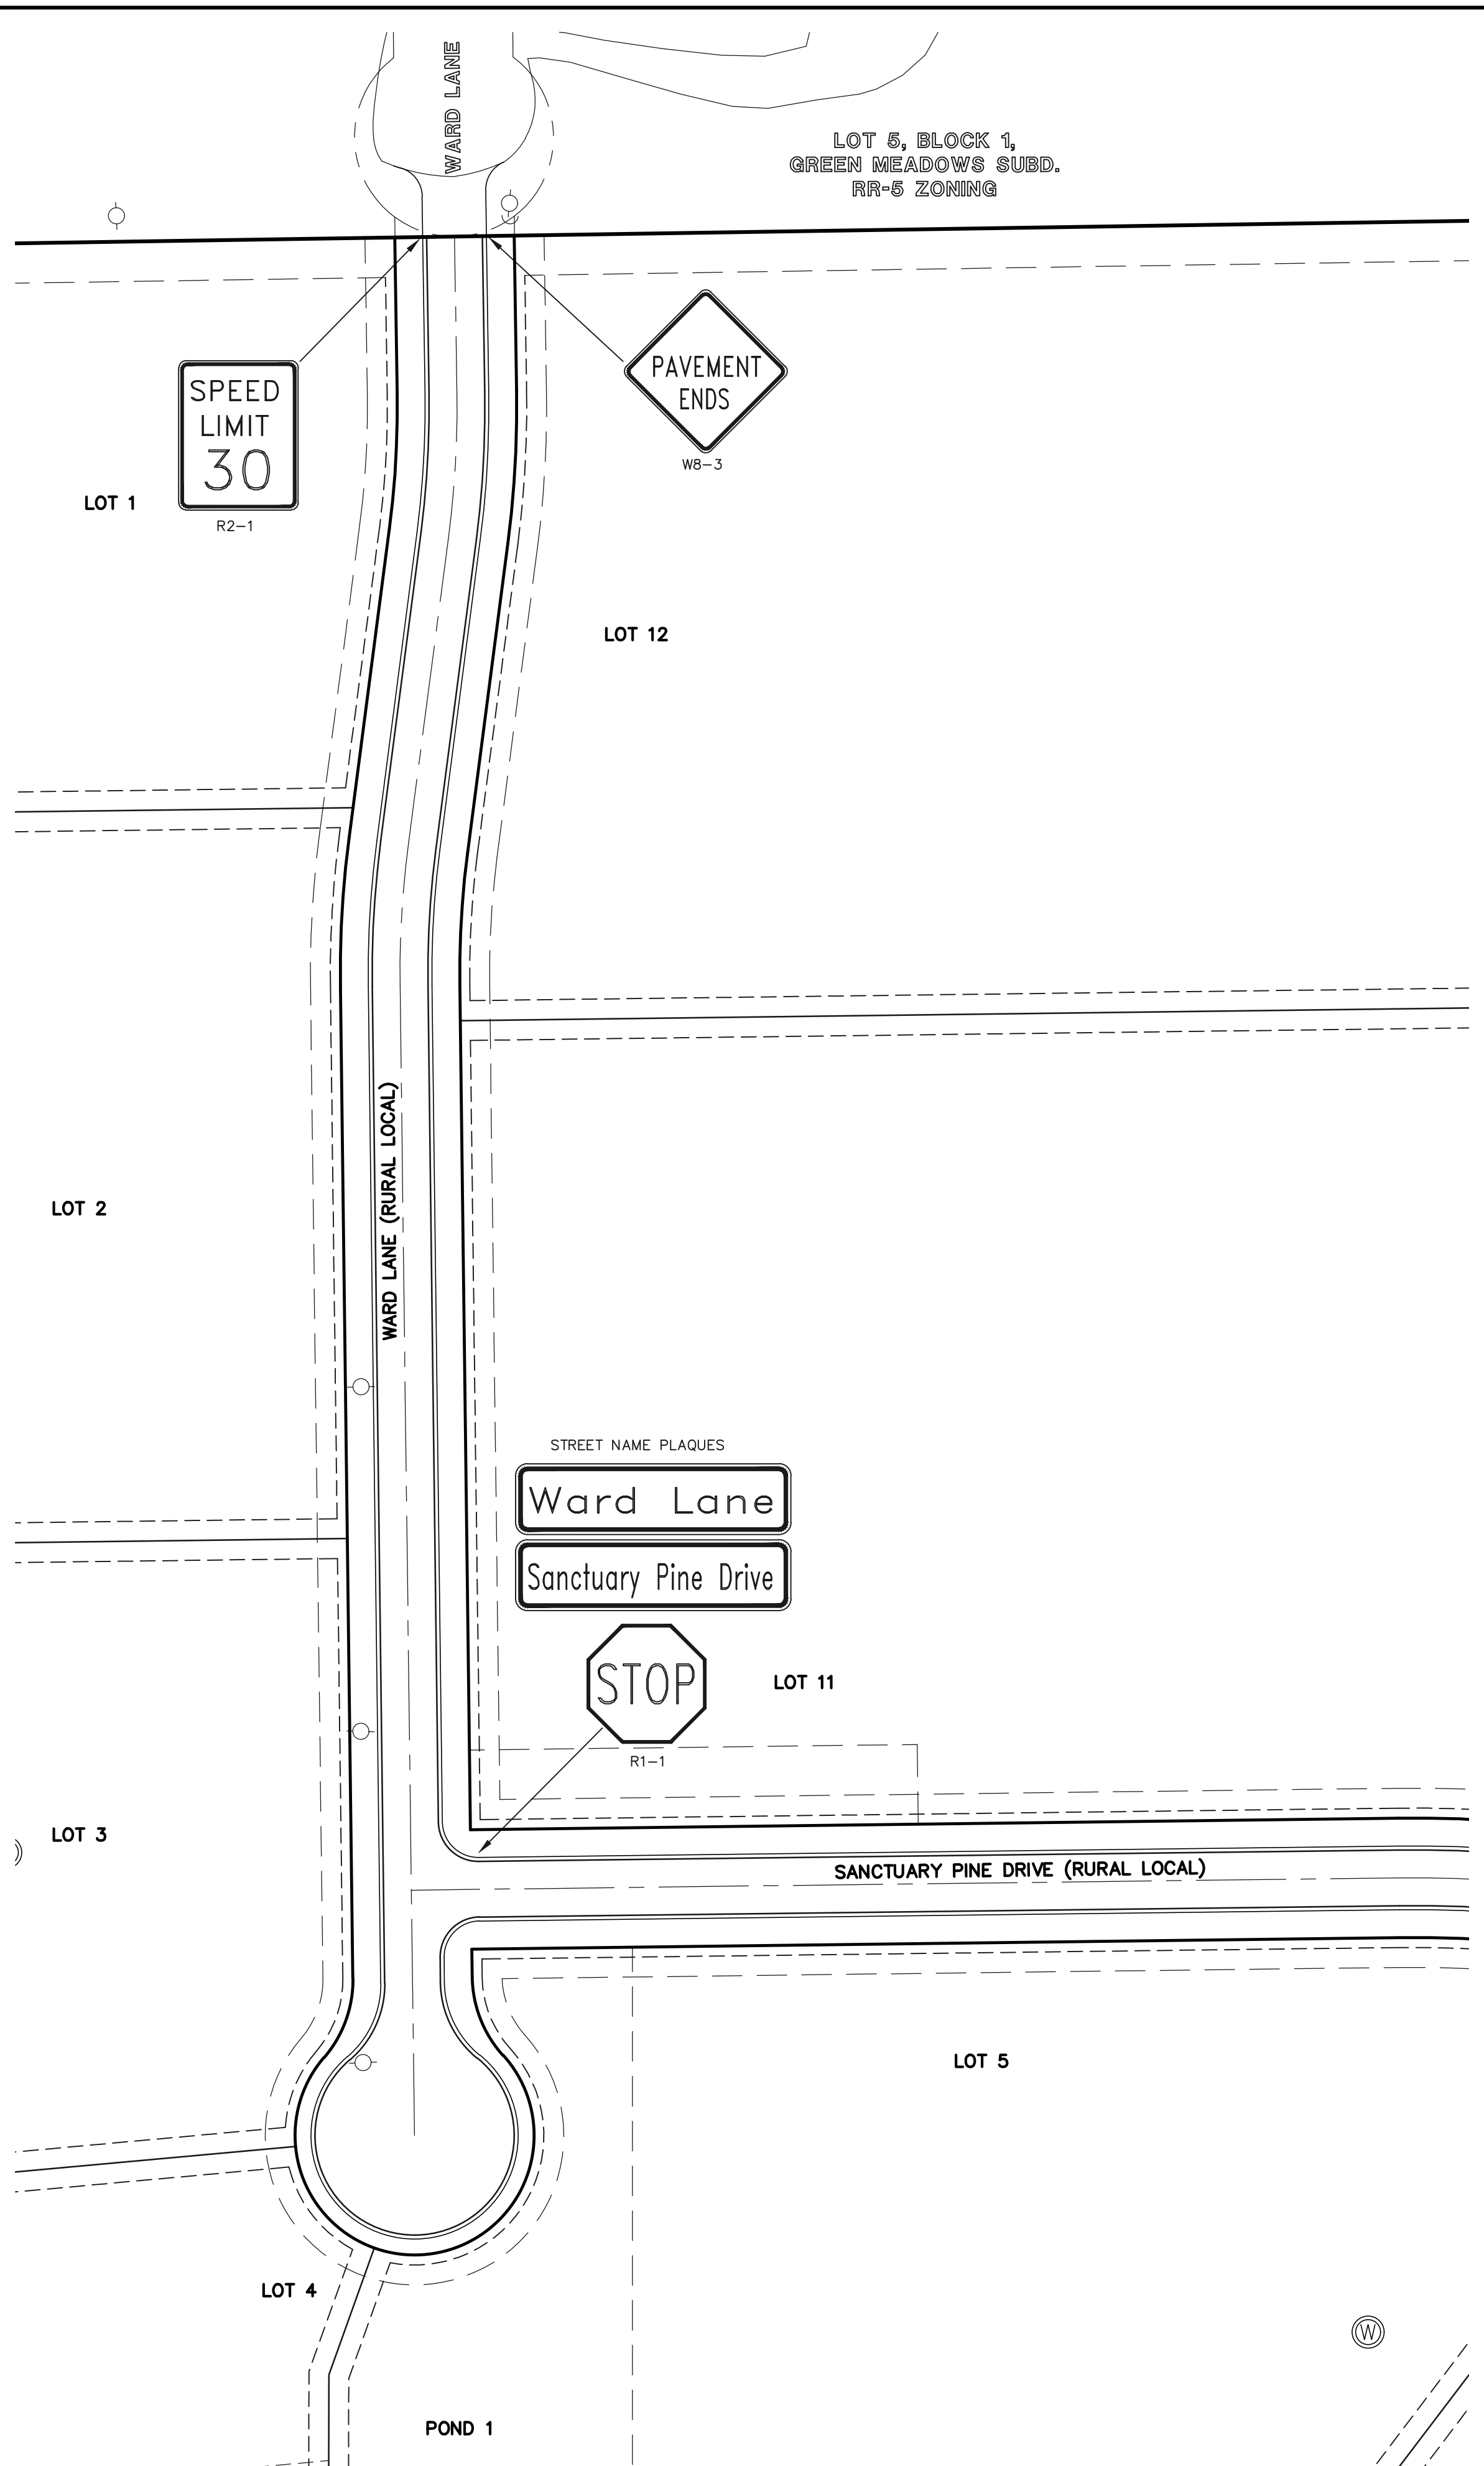 WARD LANE
LOT 5, BLOCK 1,
GREEN MEADOWS SUBD.
RR-5 ZONING
SPEED
LIMIT
30
R2-1
PAVEMENT
ENDS
W8-3
LOT 1
LOT 12
WARD LANE (RURAL LOCAL)
LOT 2
STREET NAME PLAQUES
Ward Lane
Sanctuary Pine Drive
STOP
R1-1
LOT 11
LOT 3
SANCTUARY PINE DRIVE (RURAL LOCAL)
LOT 5
LOT 4
W
POND 1